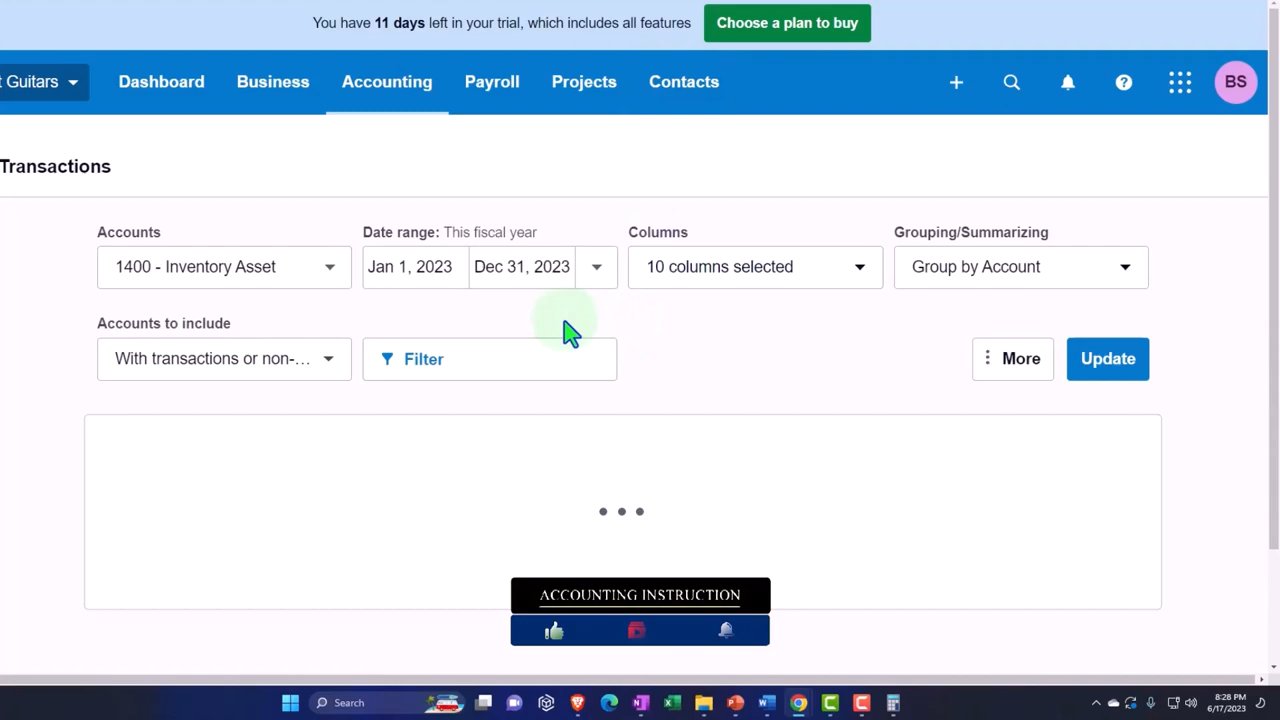 You have 11 days left in your trial, which includes all features
Choose a plan to buy
t Guitars
Dashboard
Business
Accounting
Payroll
Projects
Contacts
BS
Transactions
Accounts
Date range: This fiscal year
Columns
Grouping/Summarizing
1400 - Inventory Asset
Jan 1, 2023
Dec 31, 2023
10 columns selected
Group by Account
Accounts to include
With transactions or non-...
Filter
More
Update
ACCOUNTING INSTRUCTION
Search
8:28 PM
6/17/2023